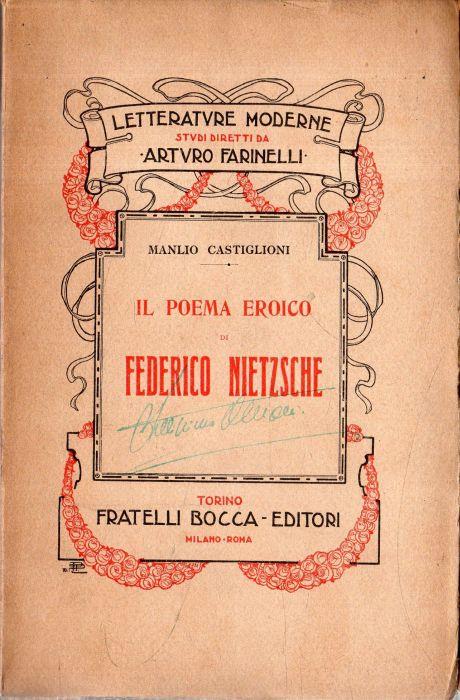 LETTERATVRE MODERNE
STVDI DIRETTI DA
·ARTVRO FARINELLI·
MANLIO CASTIGLIONI
IL POEMA EROICO
DI
FEDERICO NIETZSCHE
TORINO
FRATELLI BOCCA-EDITORI
MILANO·ROMA